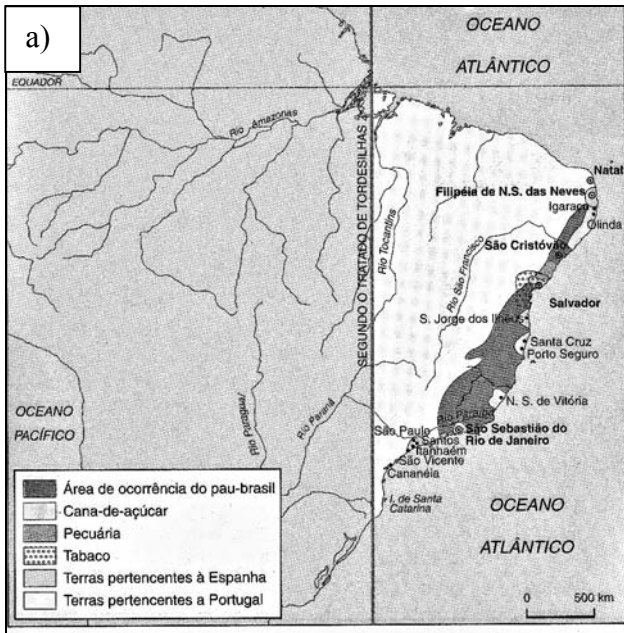 a)
OCEANO
ATLÂNTICO
EQUADOR
Rio Amazonas
SEGUNDO O TRATADO DE TORDESILHAS
Rio Tocantins
Rio São Francisco
Natal
Filipéia de N.S. das Neves
Igaraçu
Olinda
São Cristóvão
Salvador
S. Jorge dos Ilhéus
Santa Cruz
Porto Seguro
N. S. de Vitória
Rio Paraíba
São Sebastião do
Rio de Janeiro
São Paulo
Santos
Itanhaém
São Vicente
Cananéia
I. de Santa
Catarina
Rio Paraguai
Rio Paraná
OCEANO
PACÍFICO
OCEANO
ATLÂNTICO
Área de ocorrência do pau-brasil
Cana-de-açúcar
Pecuária
Tabaco
Terras pertencentes à Espanha
Terras pertencentes a Portugal
0 500 km